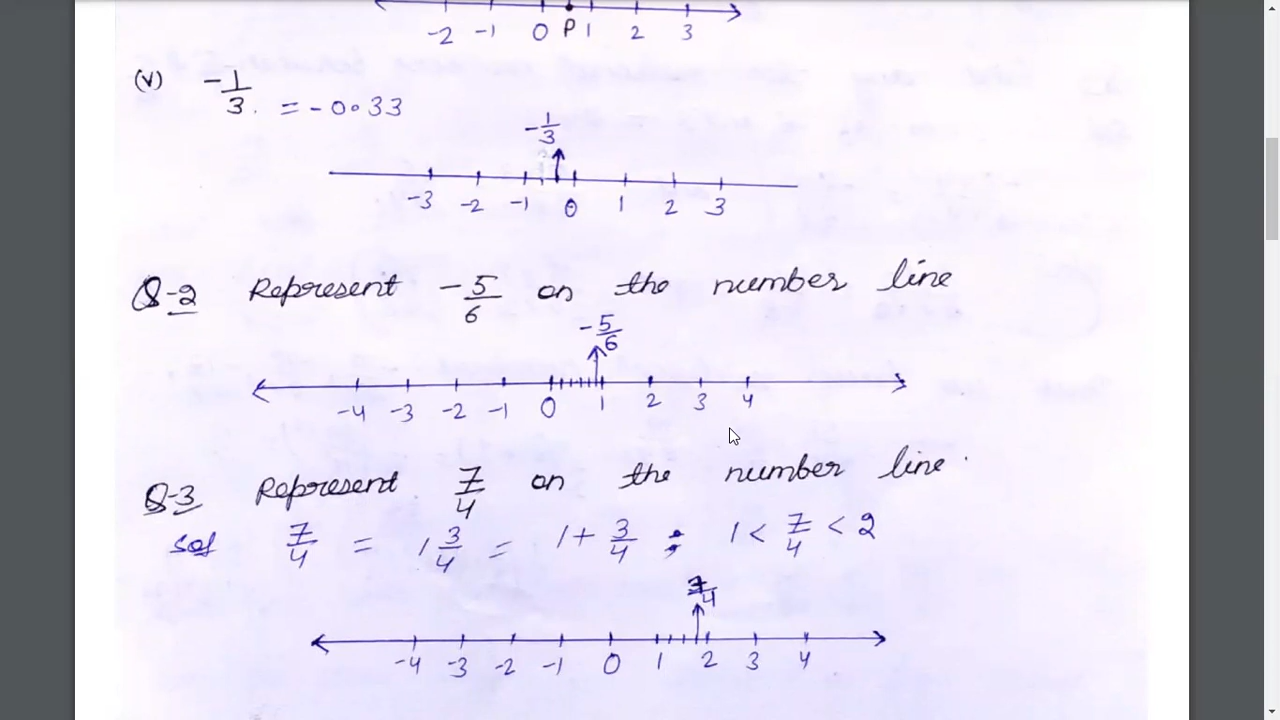 -2 -1 0 P 1 2 3
(V) -1/3. = -0.33
-1/3
-3 -2 -1 0 1 2 3
Q-2 Represent -5/6 on the number line
-5/6
-4 -3 -2 -1 0 1 2 3 4
Q-3 Represent 7/4 on the number line.
Sol 7/4 = 1 3/4 = 1 + 3/4 ; 1 < 7/4 < 2
7/4
-4 -3 -2 -1 0 1 2 3 4